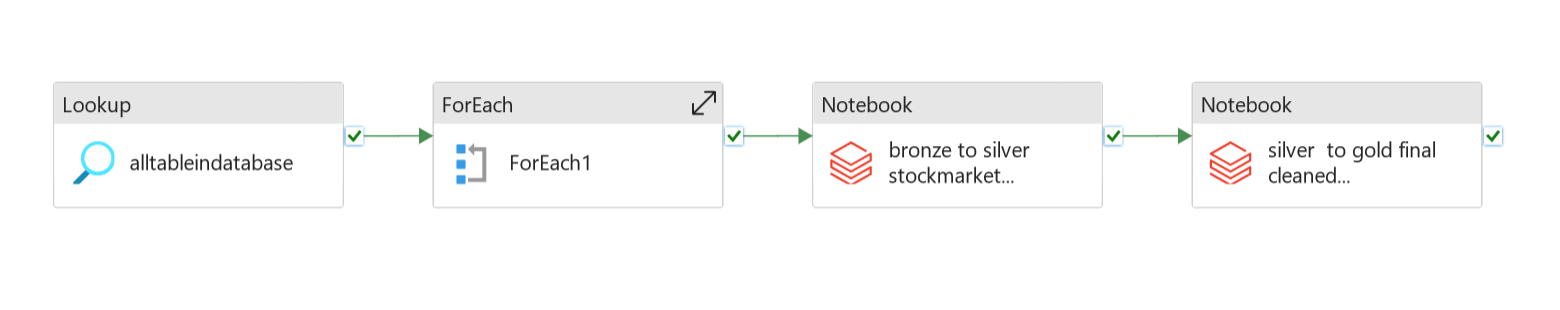 Lookup
alltableindatabase
ForEach
ForEach1
Notebook
bronze to silver
stockmarket...
Notebook
silver  to gold final
cleaned...